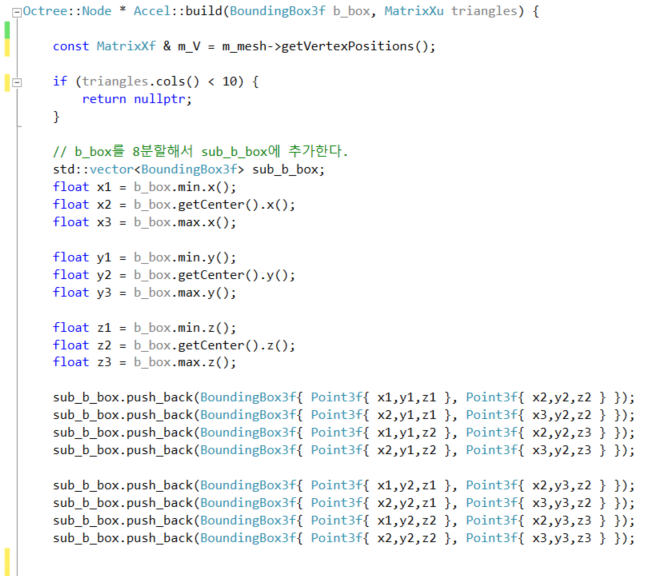 Octree::Node * Accel::build(BoundingBox3f b_box, MatrixXu triangles) {
const MatrixXf & m_V = m_mesh->getVertexPositions();
if (triangles.cols() < 10) {
return nullptr;
}
// b_box를 8분할해서 sub_b_box에 추가한다.
std::vector<BoundingBox3f> sub_b_box;
float x1 = b_box.min.x();
float x2 = b_box.getCenter().x();
float x3 = b_box.max.x();
float y1 = b_box.min.y();
float y2 = b_box.getCenter().y();
float y3 = b_box.max.y();
float z1 = b_box.min.z();
float z2 = b_box.getCenter().z();
float z3 = b_box.max.z();
sub_b_box.push_back(BoundingBox3f{ Point3f{ x1,y1,z1 }, Point3f{ x2,y2,z2 } });
sub_b_box.push_back(BoundingBox3f{ Point3f{ x2,y1,z1 }, Point3f{ x3,y2,z2 } });
sub_b_box.push_back(BoundingBox3f{ Point3f{ x1,y1,z2 }, Point3f{ x2,y2,z3 } });
sub_b_box.push_back(BoundingBox3f{ Point3f{ x2,y1,z2 }, Point3f{ x3,y2,z3 } });
sub_b_box.push_back(BoundingBox3f{ Point3f{ x1,y2,z1 }, Point3f{ x2,y3,z2 } });
sub_b_box.push_back(BoundingBox3f{ Point3f{ x2,y2,z1 }, Point3f{ x3,y3,z2 } });
sub_b_box.push_back(BoundingBox3f{ Point3f{ x1,y2,z2 }, Point3f{ x2,y3,z3 } });
sub_b_box.push_back(BoundingBox3f{ Point3f{ x2,y2,z2 }, Point3f{ x3,y3,z3 } });